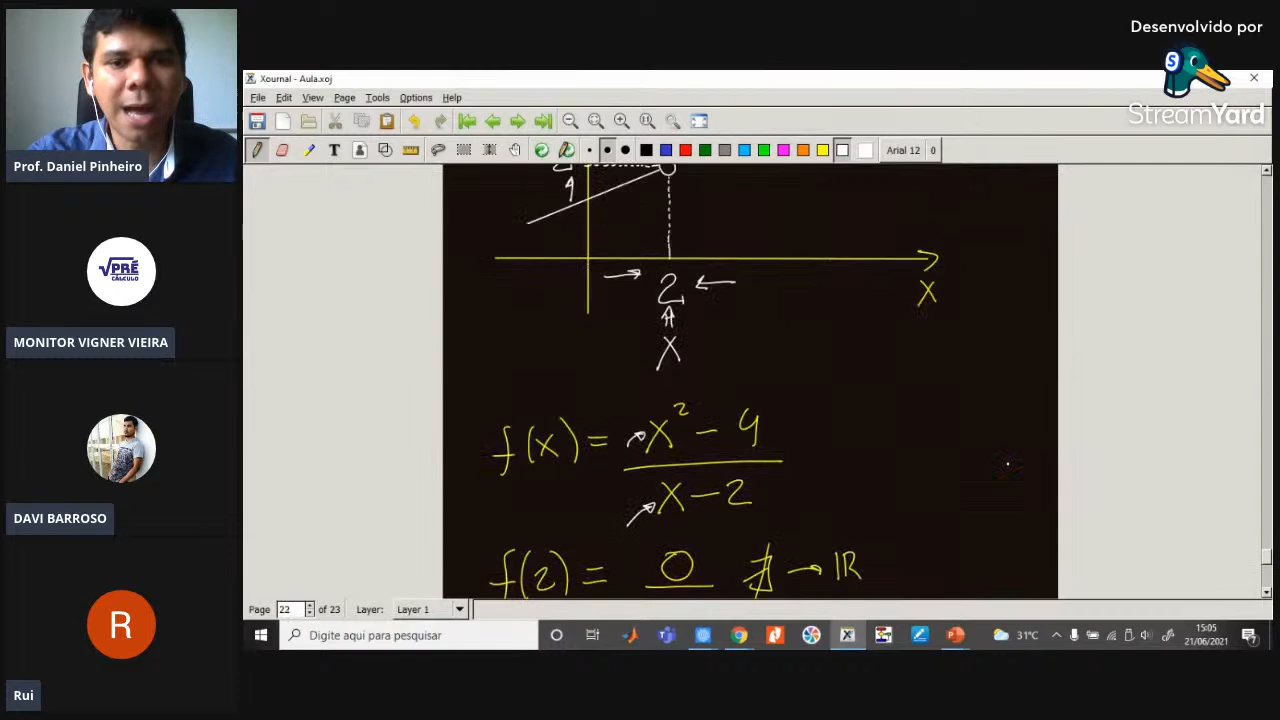 Desenvolvido por
StreamYard
Xournal - Aula.xoj
File Edit View Page Tools Options Help
T Arial 12 0
Prof. Daniel Pinheiro
√PRÉ
CÁLCULO
MONITOR VIGNER VIEIRA
DAVI BARROSO
R
Rui
2
X
X
f(x) = x² - 4
x - 2
f(2) = 0 ∄ → ℝ
Page 22 of 23 Layer: Layer 1
Digite aqui para pesquisar
31°C
15:05
21/06/2021